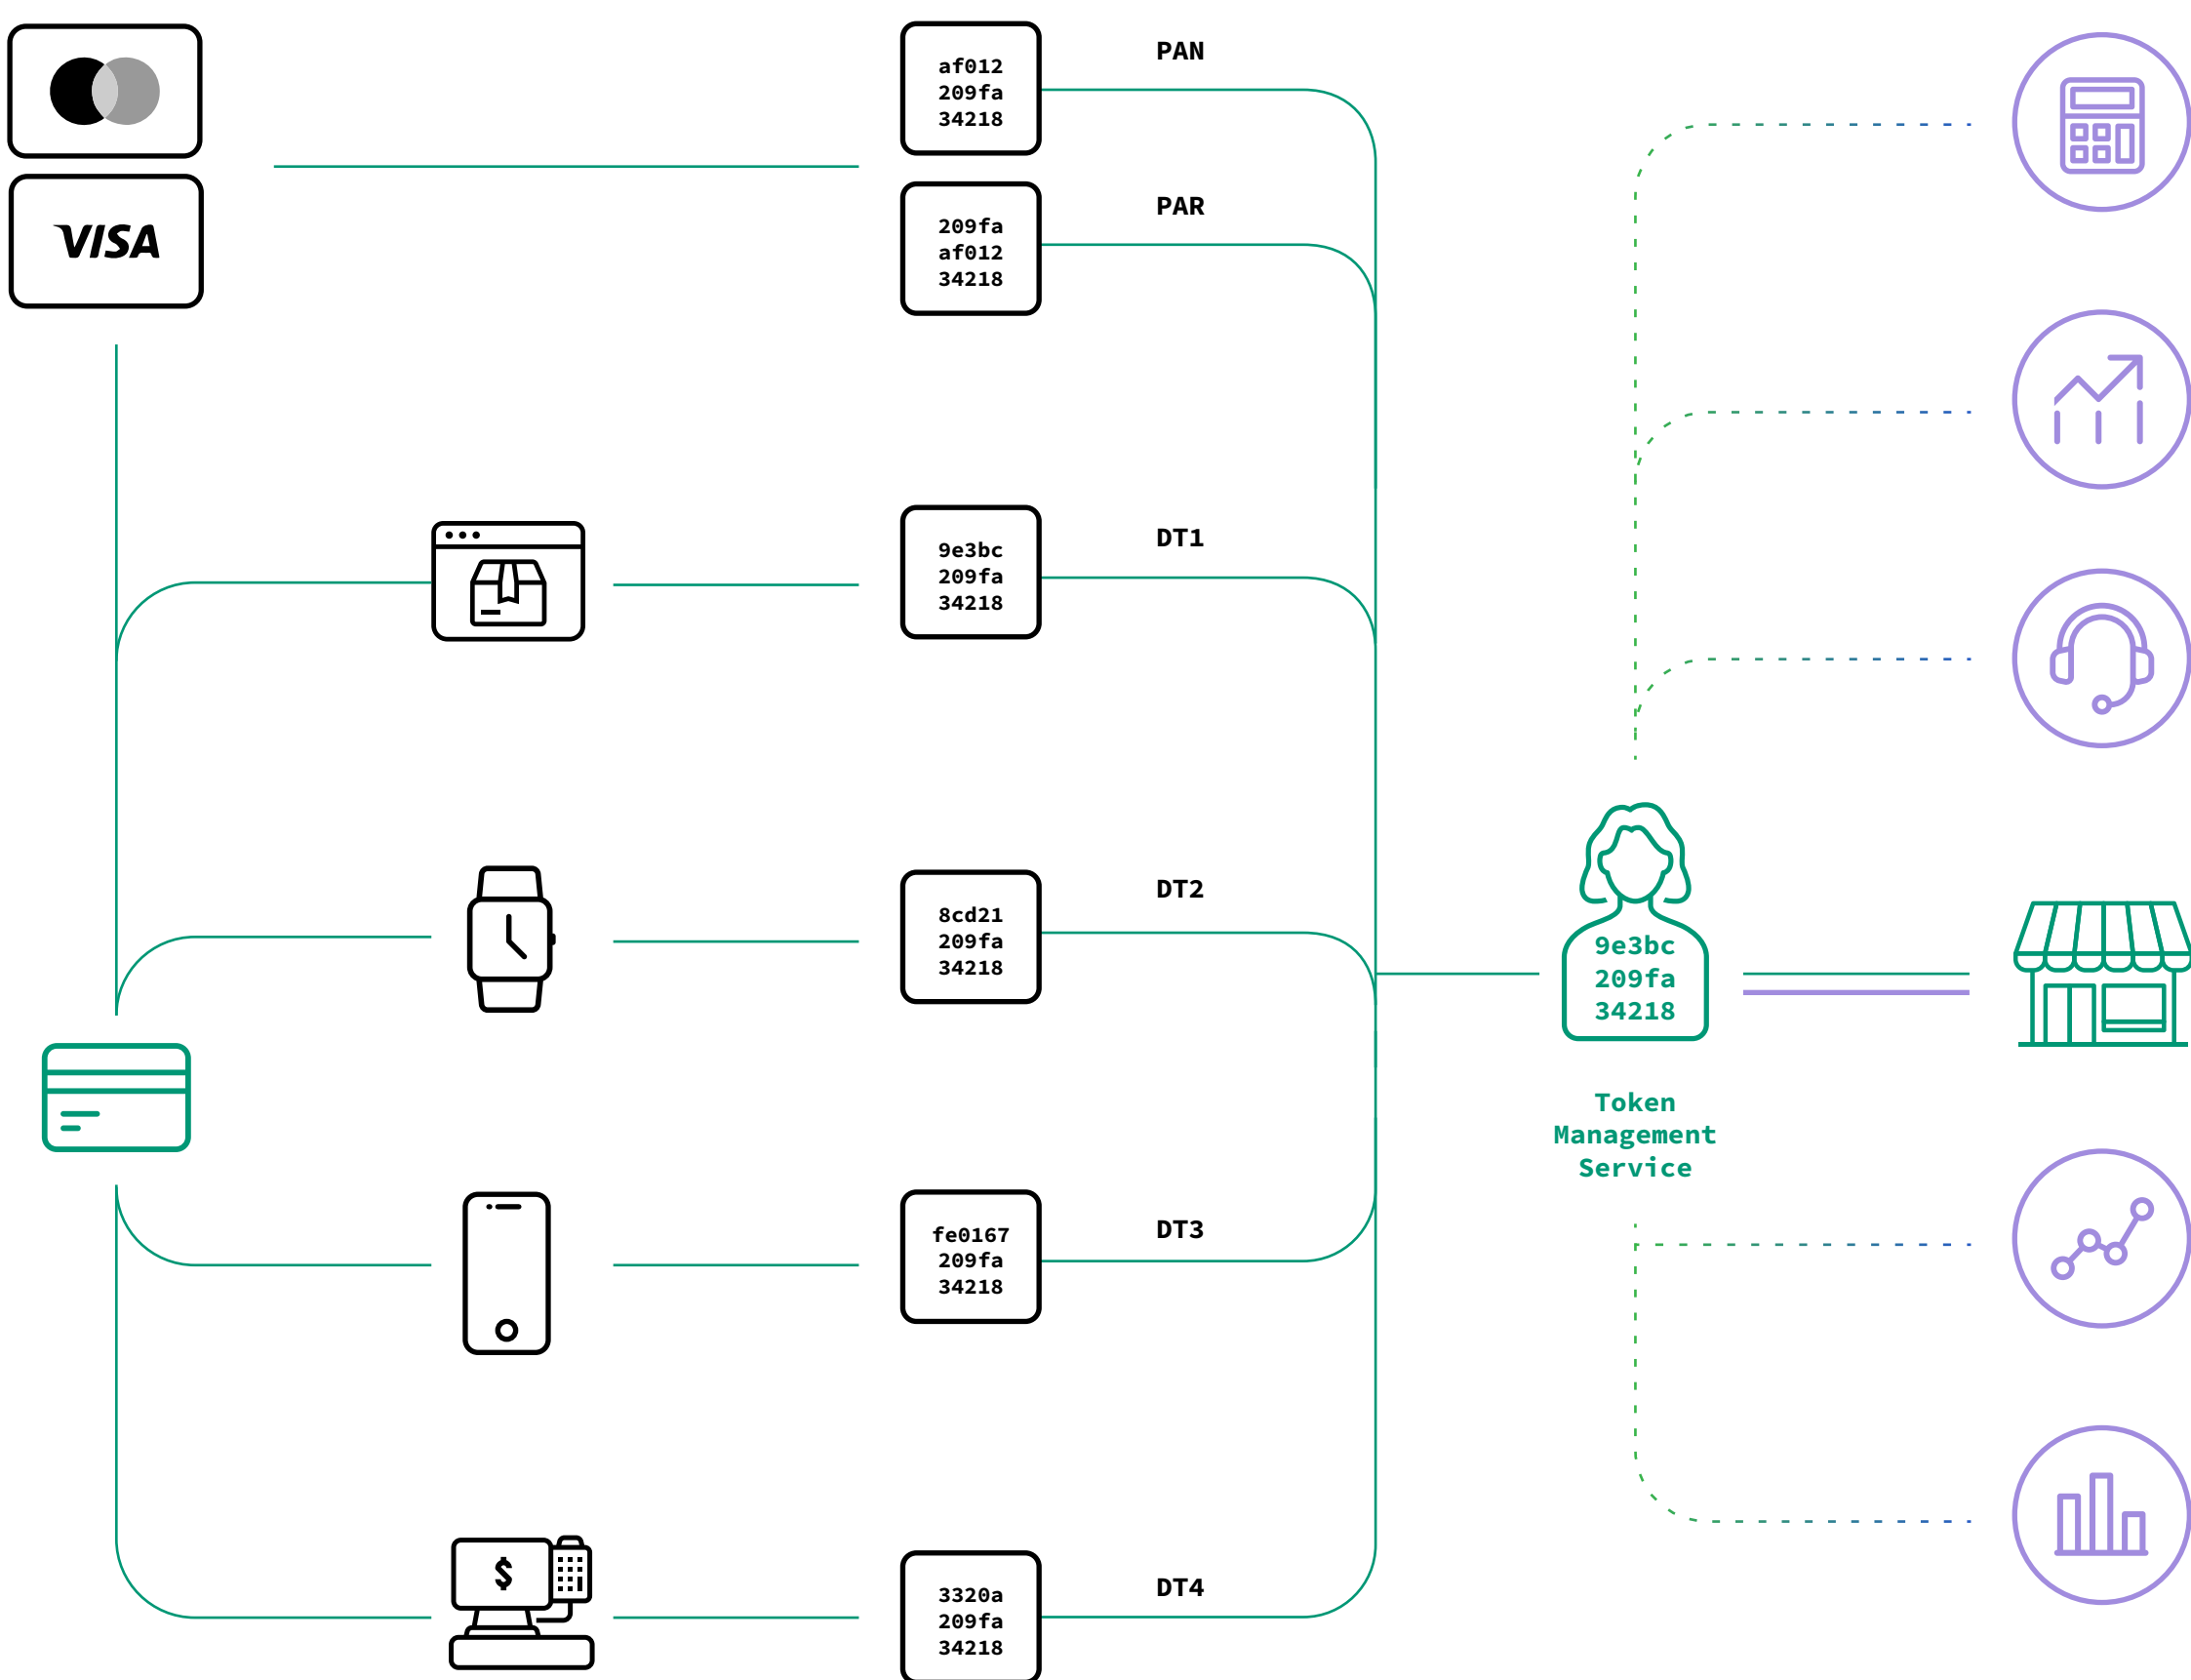 af012
209fa
34218
PAN
VISA
209fa
af012
34218
PAR
9e3bc
209fa
34218
DT1
8cd21
209fa
34218
DT2
9e3bc
209fa
34218
Token
Management
Service
fe0167
209fa
34218
DT3
$
3320a
209fa
34218
DT4